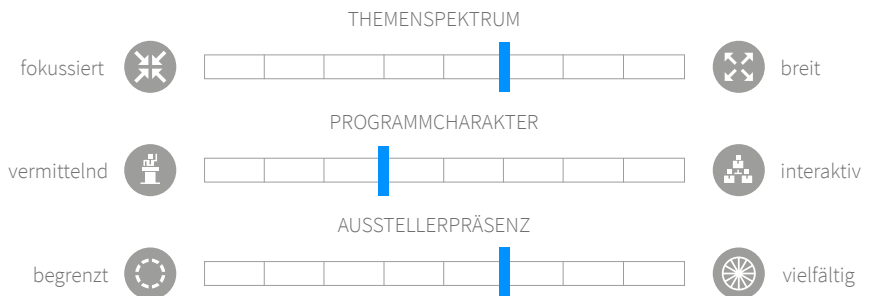 THEMENSPEKTRUM
fokussiert breit
PROGRAMMCHARAKTER
vermittelnd interaktiv
AUSSTELLERPRÄSENZ
begrenzt vielfältig